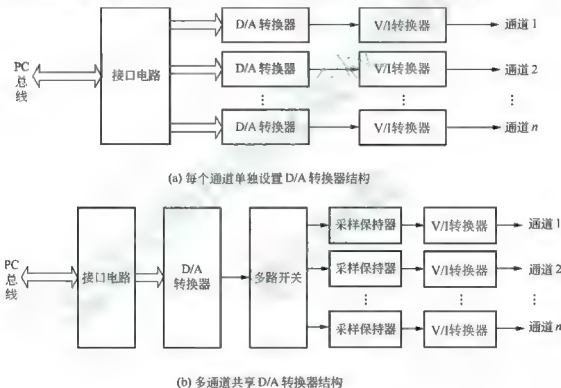 D/A 转换器 V/I转换器 通道 1
PC总线 接口电路 D/A 转换器 V/I转换器 通道 2
D/A 转换器 V/I转换器 通道 n
(a) 每个通道单独设置 D/A 转换器结构
采样保持器 V/I转换器 通道 1
PC总线 接口电路 D/A转换器 多路开关 采样保持器 V/I转换器 通道 2
采样保持器 V/I转换器 通道 n
(b) 多通道共享 D/A 转换器结构